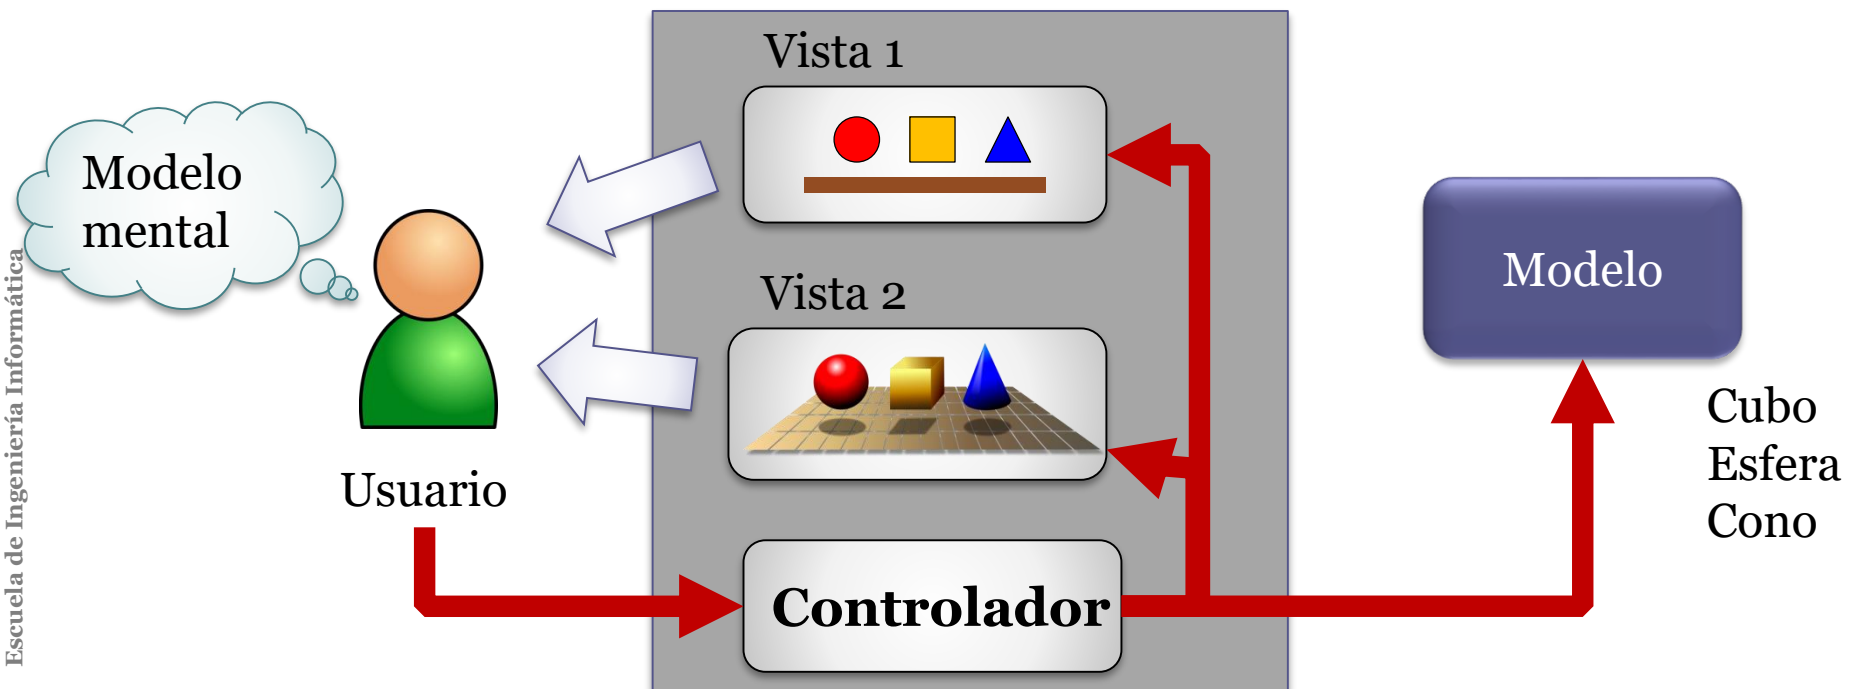 Vista 1
Modelo
mental
Vista 2
Modelo
Usuario
Cubo
Esfera
Cono
Controlador
Escuela de Ingeniería Informática